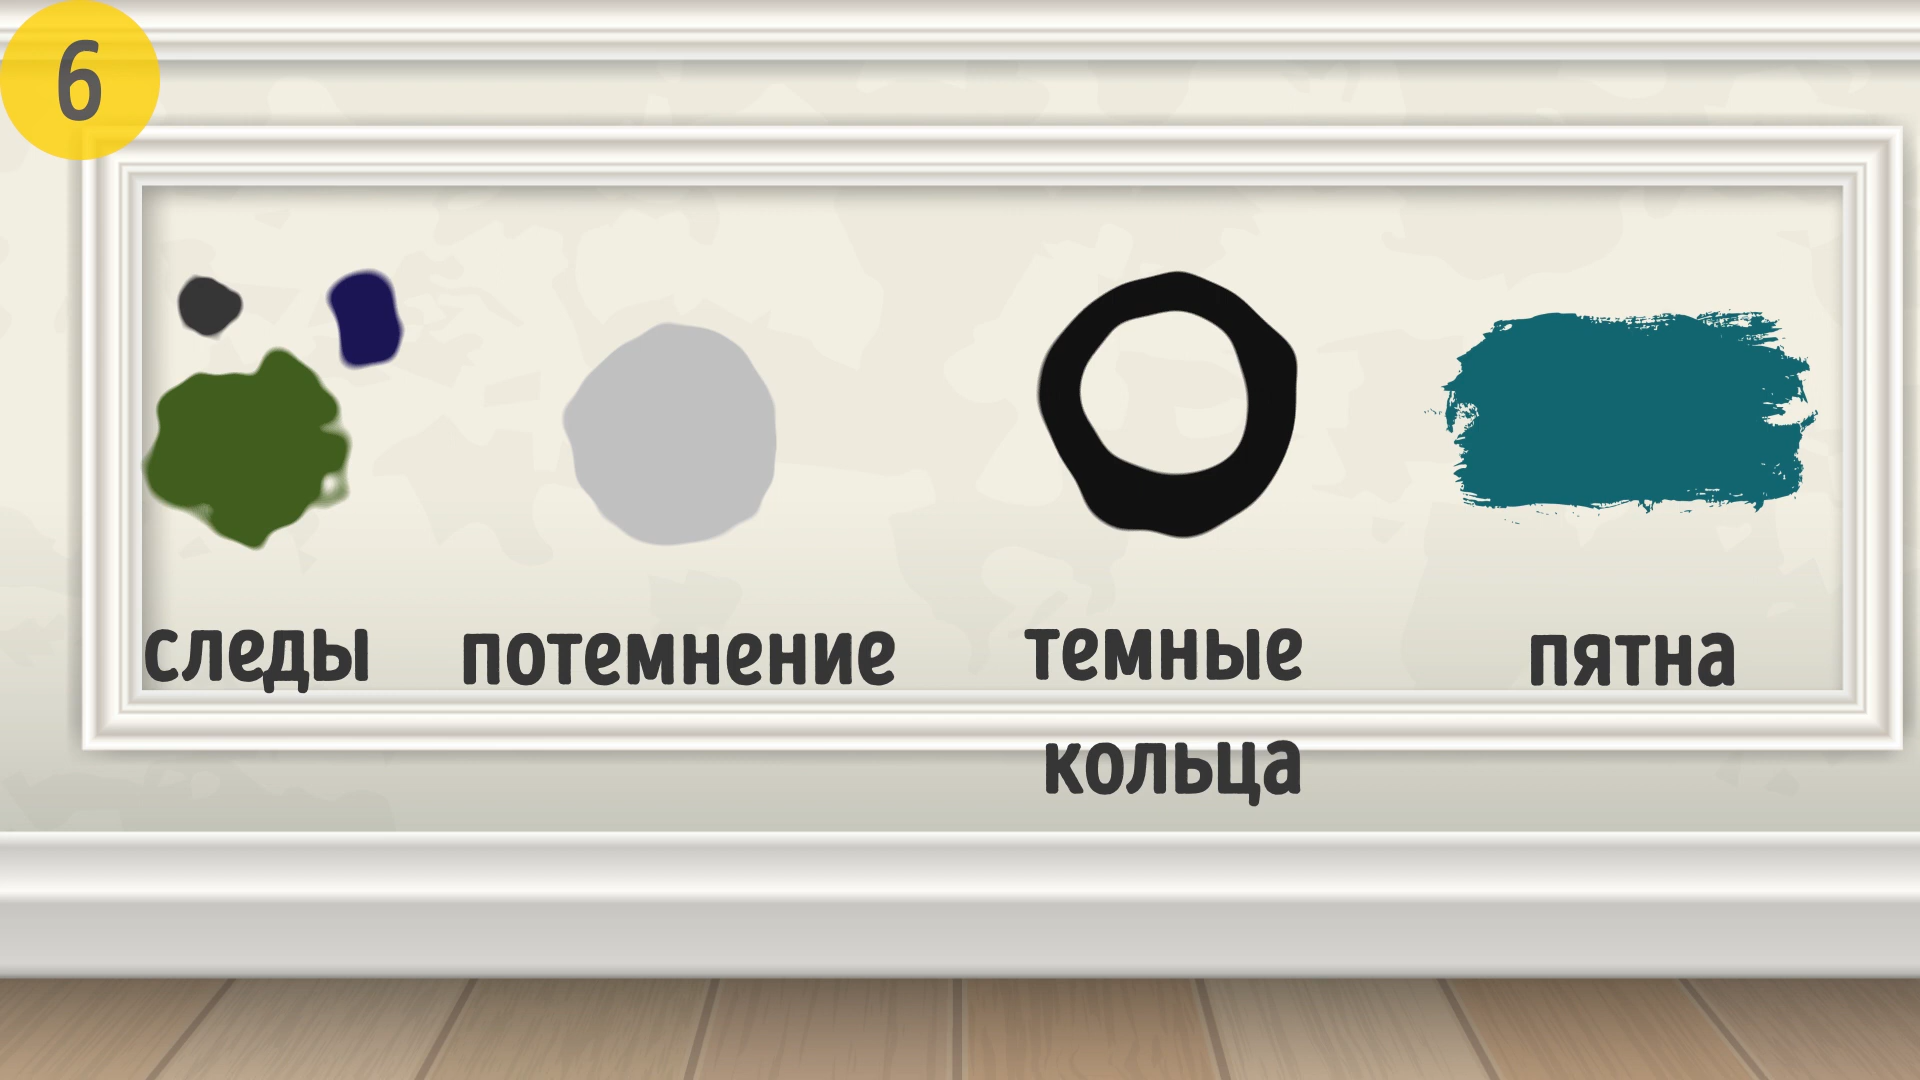 6
следы
потемнение
темные
кольца
пятна